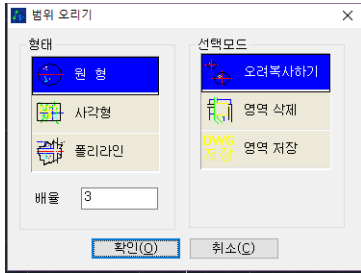 범위 오리기
형태
원 형
사각형
폴리라인
배율 3
선택모드
오려복사하기
영역 삭제
DWG
저장
영역 저장
확인(O)
취소(C)